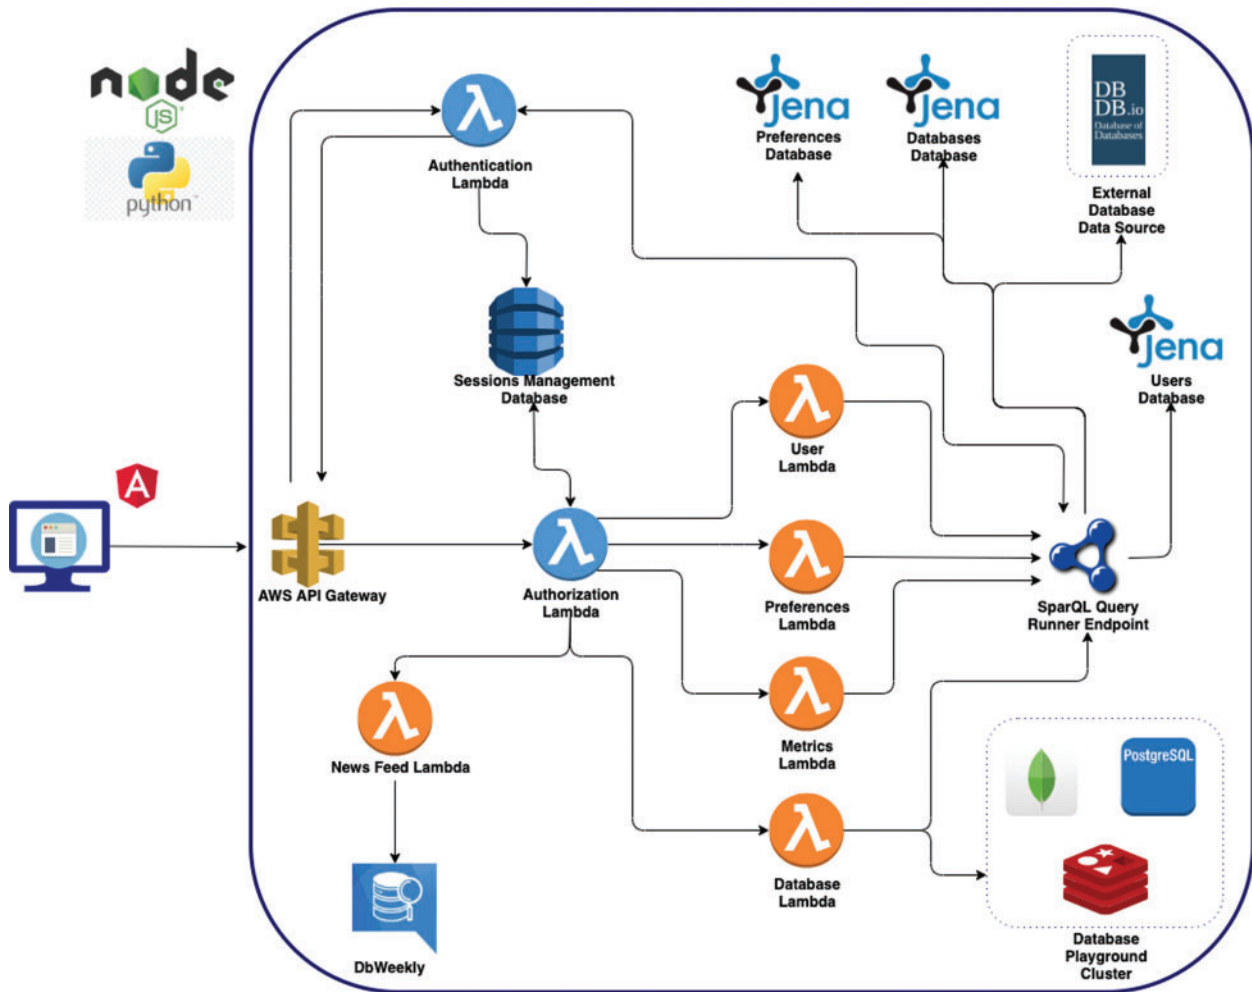 node
JS
python
λ
Authentication
Lambda
Jena
Preferences
Database
Jena
Databases
Database
DB
DB.io
Database of
Databases
External
Database
Data Source
Sessions Management
Database
Jena
Users
Database
λ
User
Lambda
A
AWS API Gateway
λ
Authorization
Lambda
λ
Preferences
Lambda
SparQL Query
Runner Endpoint
λ
News Feed Lambda
λ
Metrics
Lambda
PostgreSQL
λ
Database
Lambda
DbWeekly
Database
Playground
Cluster